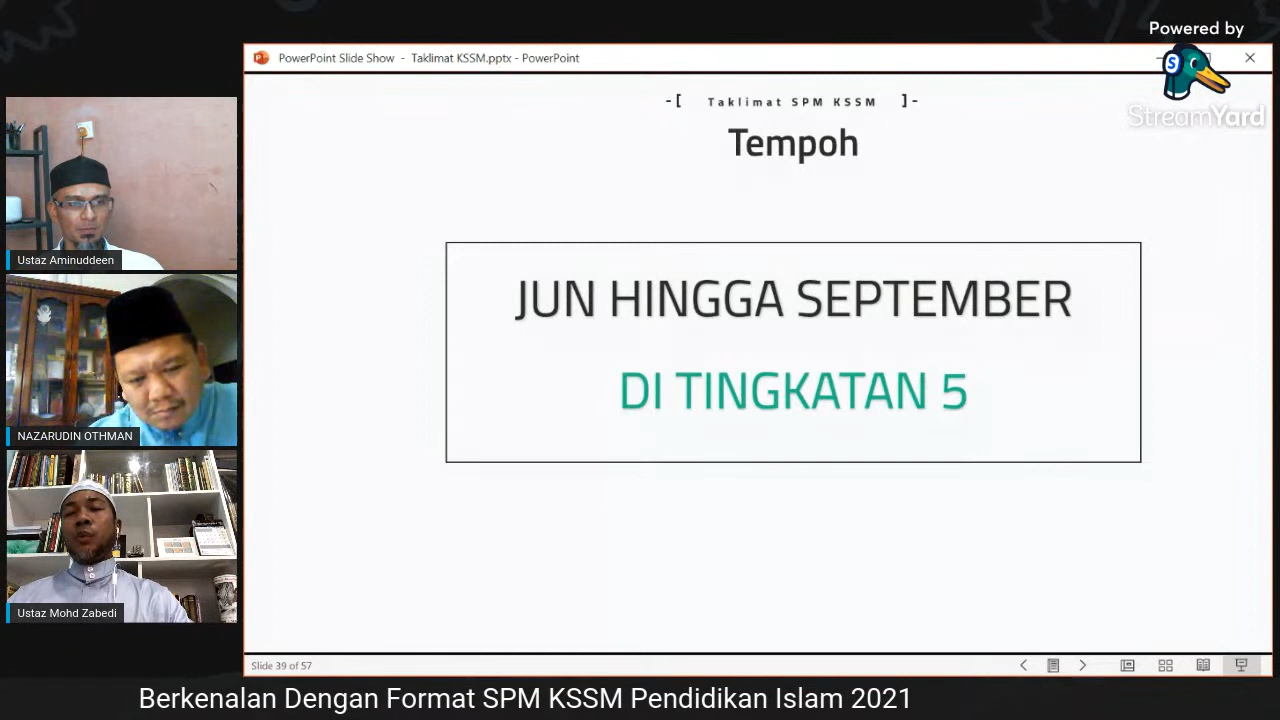 Powered by
StreamYard
PowerPoint Slide Show - Taklimat KSSM.pptx - PowerPoint
-[ Taklimat SPM KSSM ]-
Tempoh
JUN HINGGA SEPTEMBER
DI TINGKATAN 5
Ustaz Aminuddeen
NAZARUDIN OTHMAN
Ustaz Mohd Zabedi
Slide 39 of 57
Berkenalan Dengan Format SPM KSSM Pendidikan Islam 2021